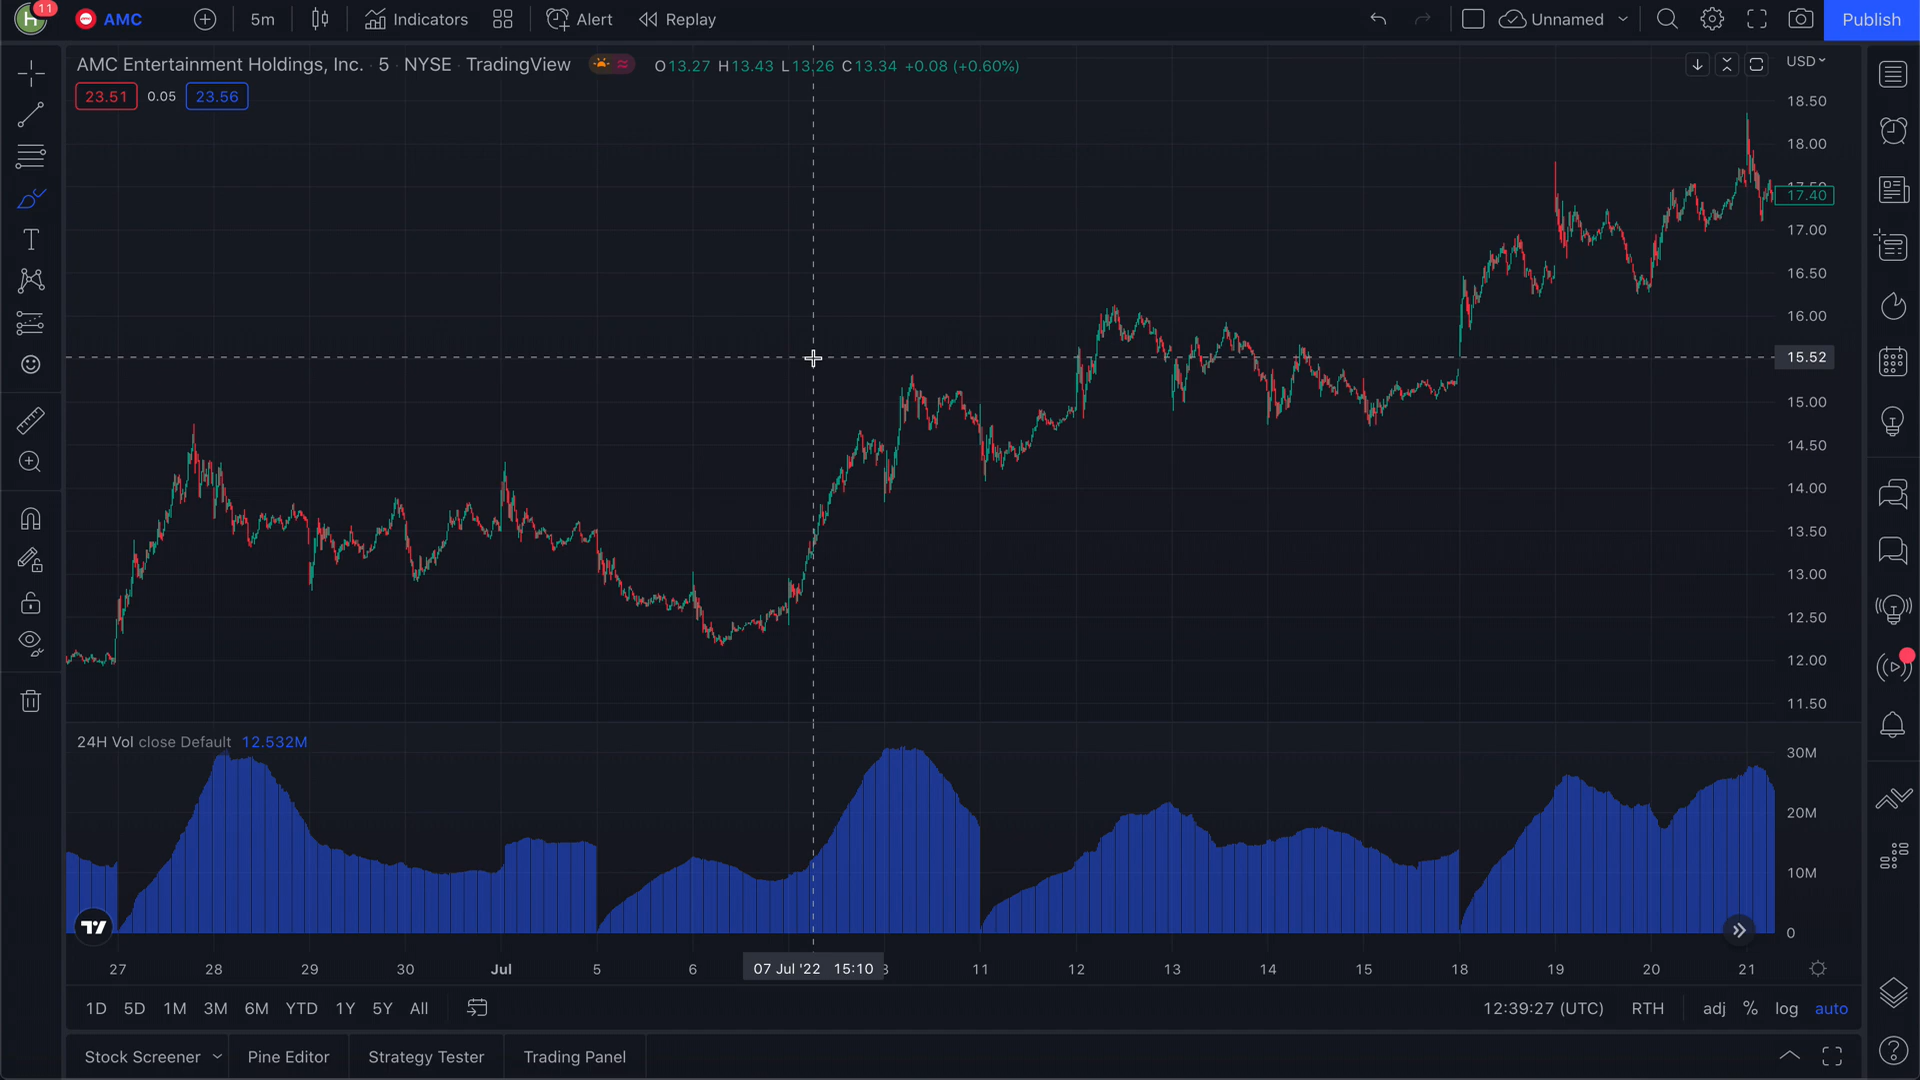 H 11 AMC 5m Indicators Alert Replay Unnamed Publish
AMC Entertainment Holdings, Inc. · 5 · NYSE · TradingView O13.27 H13.43 L13.26 C13.34 +0.08 (+0.60%) USD
23.51 0.05 23.56
18.50
18.00
17.50
17.40
17.00
16.50
16.00
15.52
15.00
14.50
14.00
13.50
13.00
12.50
12.00
11.50
24H Vol close Default 12.532M
30M
20M
10M
0
27 28 29 30 Jul 5 6 07 Jul '22 15:10 11 12 13 14 15 18 19 20 21
1D 5D 1M 3M 6M YTD 1Y 5Y All 12:39:27 (UTC) RTH adj % log auto
Stock Screener Pine Editor Strategy Tester Trading Panel